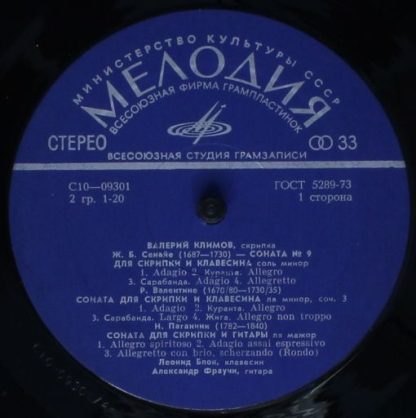 МИНИСТЕРСТВО КУЛЬТУРЫ СССР
МЕЛОДИЯ
ВСЕСОЮЗНАЯ ФИРМА ГРАМПЛАСТИНОК
СТЕРЕО
33
ВСЕСОЮЗНАЯ СТУДИЯ ГРАМЗАПИСИ
С10—09301 ГОСТ 5289-73
2 гр. 1-20 1 сторона
ВАЛЕРИЙ КЛИМОВ, скрипка
Ж. Б. Сенайе (1687—1730) — СОНАТА № 9
ДЛЯ СКРИПКИ И КЛАВЕСИНА соль минор
1. Adagio 2. Куранта. Allegro
3. Сарабанда. Adagio 4. Allegretto
Р. Валентино (1670/80—1730/35)
СОНАТА ДЛЯ СКРИПКИ И КЛАВЕСИНА ля минор, соч. 3
1. Adagio 2. Куранта. Allegro
3. Сарабанда. Largo 4. Жига. Allegro non troppo
Н. Паганини (1782—1840)
СОНАТА ДЛЯ СКРИПКИ И ГИТАРЫ ля мажор
1. Allegro spiritoso 2. Adagio assai espressivo
3. Allegretto con brio, scherzando (Rondo)
Леонид Блок, клавесин
Александр Фраучи, гитара